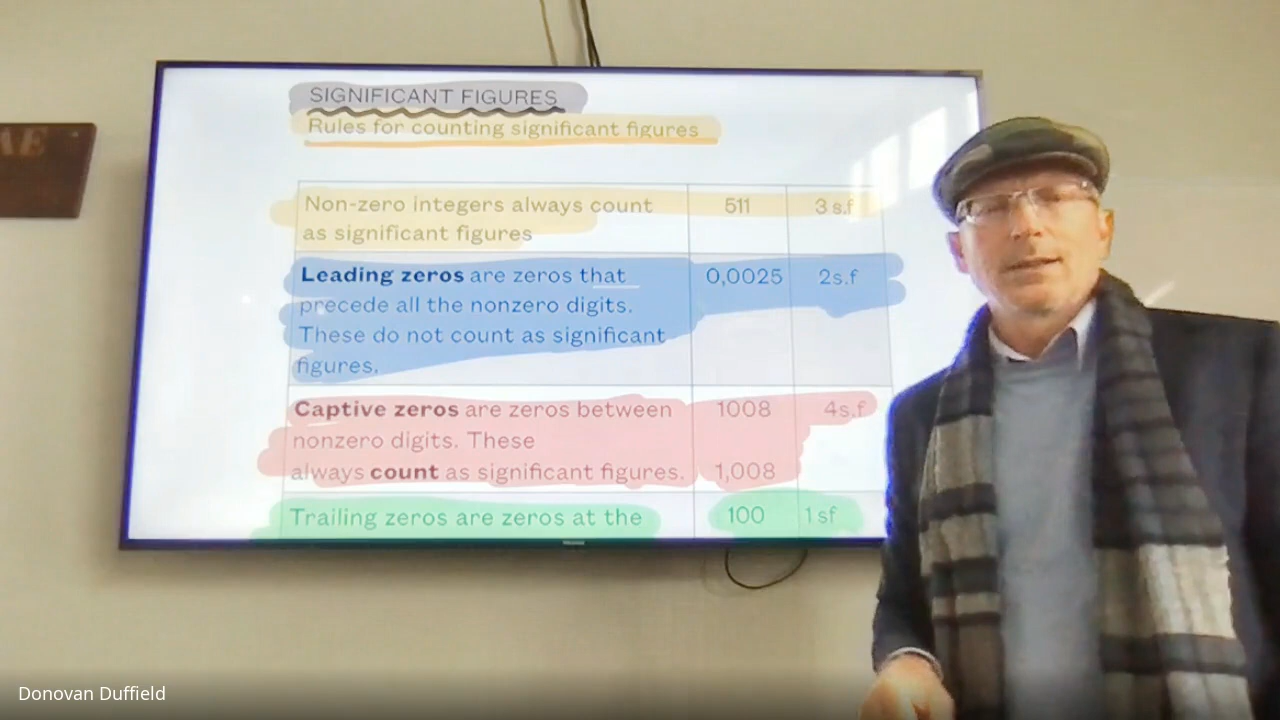 AE
SIGNIFICANT FIGURES
Rules for counting significant figures
Non-zero integers always count 511 3 s.f
as significant figures
Leading zeros are zeros that 0,0025 2s.f
precede all the nonzero digits.
These do not count as significant
figures.
Captive zeros are zeros between 1008 4s.f
nonzero digits. These
always count as significant figures. 1,008
Trailing zeros are zeros at the 100 1 sf
Donovan Duffield